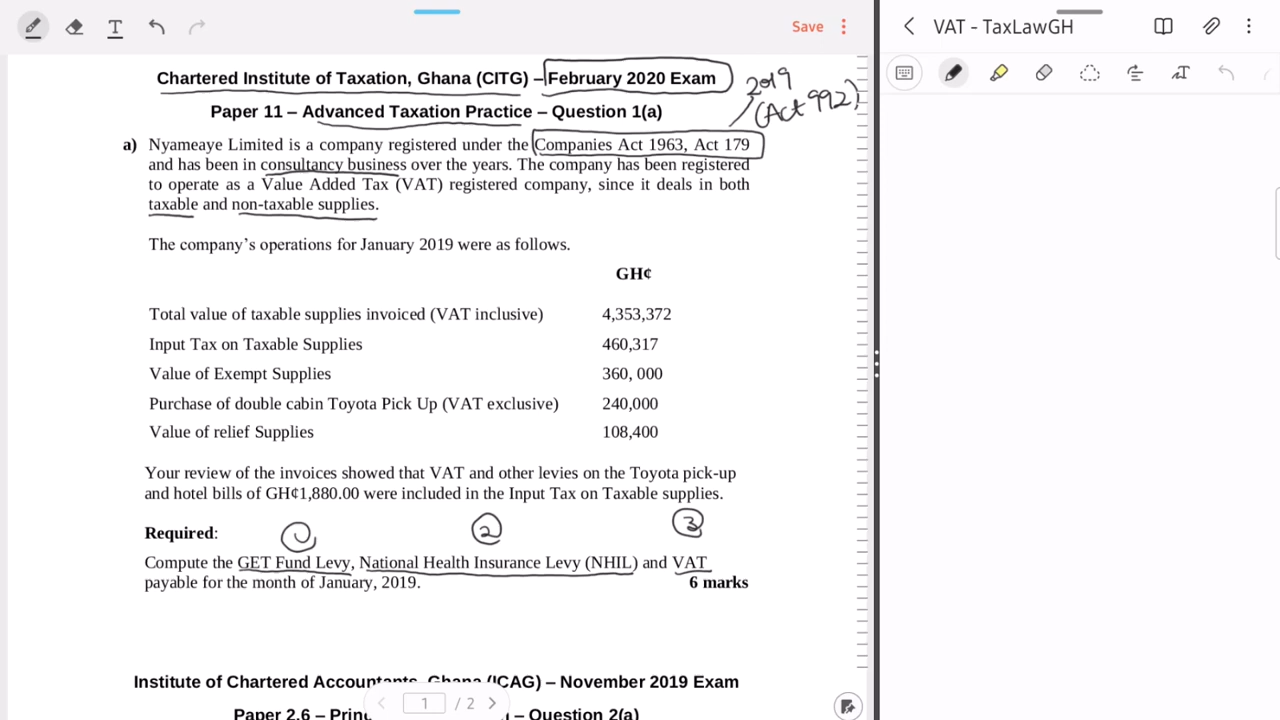 Save
VAT - TaxLawGH
Chartered Institute of Taxation, Ghana (CITG) – February 2020 Exam
2019
(Act 992)
Paper 11 – Advanced Taxation Practice – Question 1(a)
a) Nyameaye Limited is a company registered under the Companies Act 1963, Act 179
and has been in consultancy business over the years. The company has been registered
to operate as a Value Added Tax (VAT) registered company, since it deals in both
taxable and non-taxable supplies.
The company's operations for January 2019 were as follows.
GH¢
Total value of taxable supplies invoiced (VAT inclusive) 4,353,372
Input Tax on Taxable Supplies 460,317
Value of Exempt Supplies 360, 000
Purchase of double cabin Toyota Pick Up (VAT exclusive) 240,000
Value of relief Supplies 108,400
Your review of the invoices showed that VAT and other levies on the Toyota pick-up
and hotel bills of GH¢1,880.00 were included in the Input Tax on Taxable supplies.
Required:
1 2 3
Compute the GET Fund Levy, National Health Insurance Levy (NHIL) and VAT
payable for the month of January, 2019. 6 marks
Institute of Chartered Accountants, Ghana (ICAG) – November 2019 Exam
1 / 2
Paper 2.6 – Prin – Question 2(a)